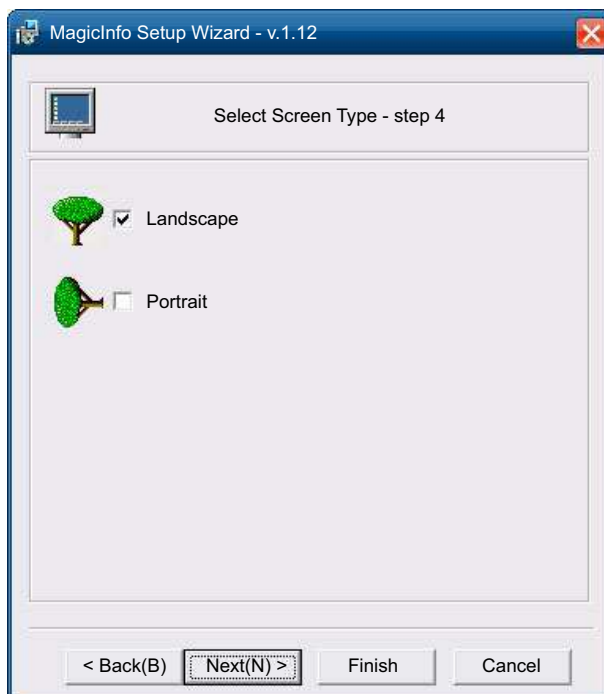 MagicInfo Setup Wizard - v.1.12
Select Screen Type - step 4
Landscape
Portrait
< Back(B) Next(N) > Finish Cancel